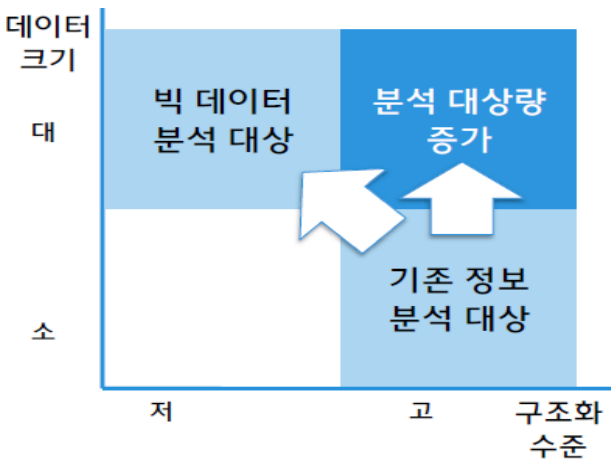 데이터
크기
빅 데이터
분석 대상
분석 대상량
증가
대
기존 정보
분석 대상
소
저
고
구조화
수준